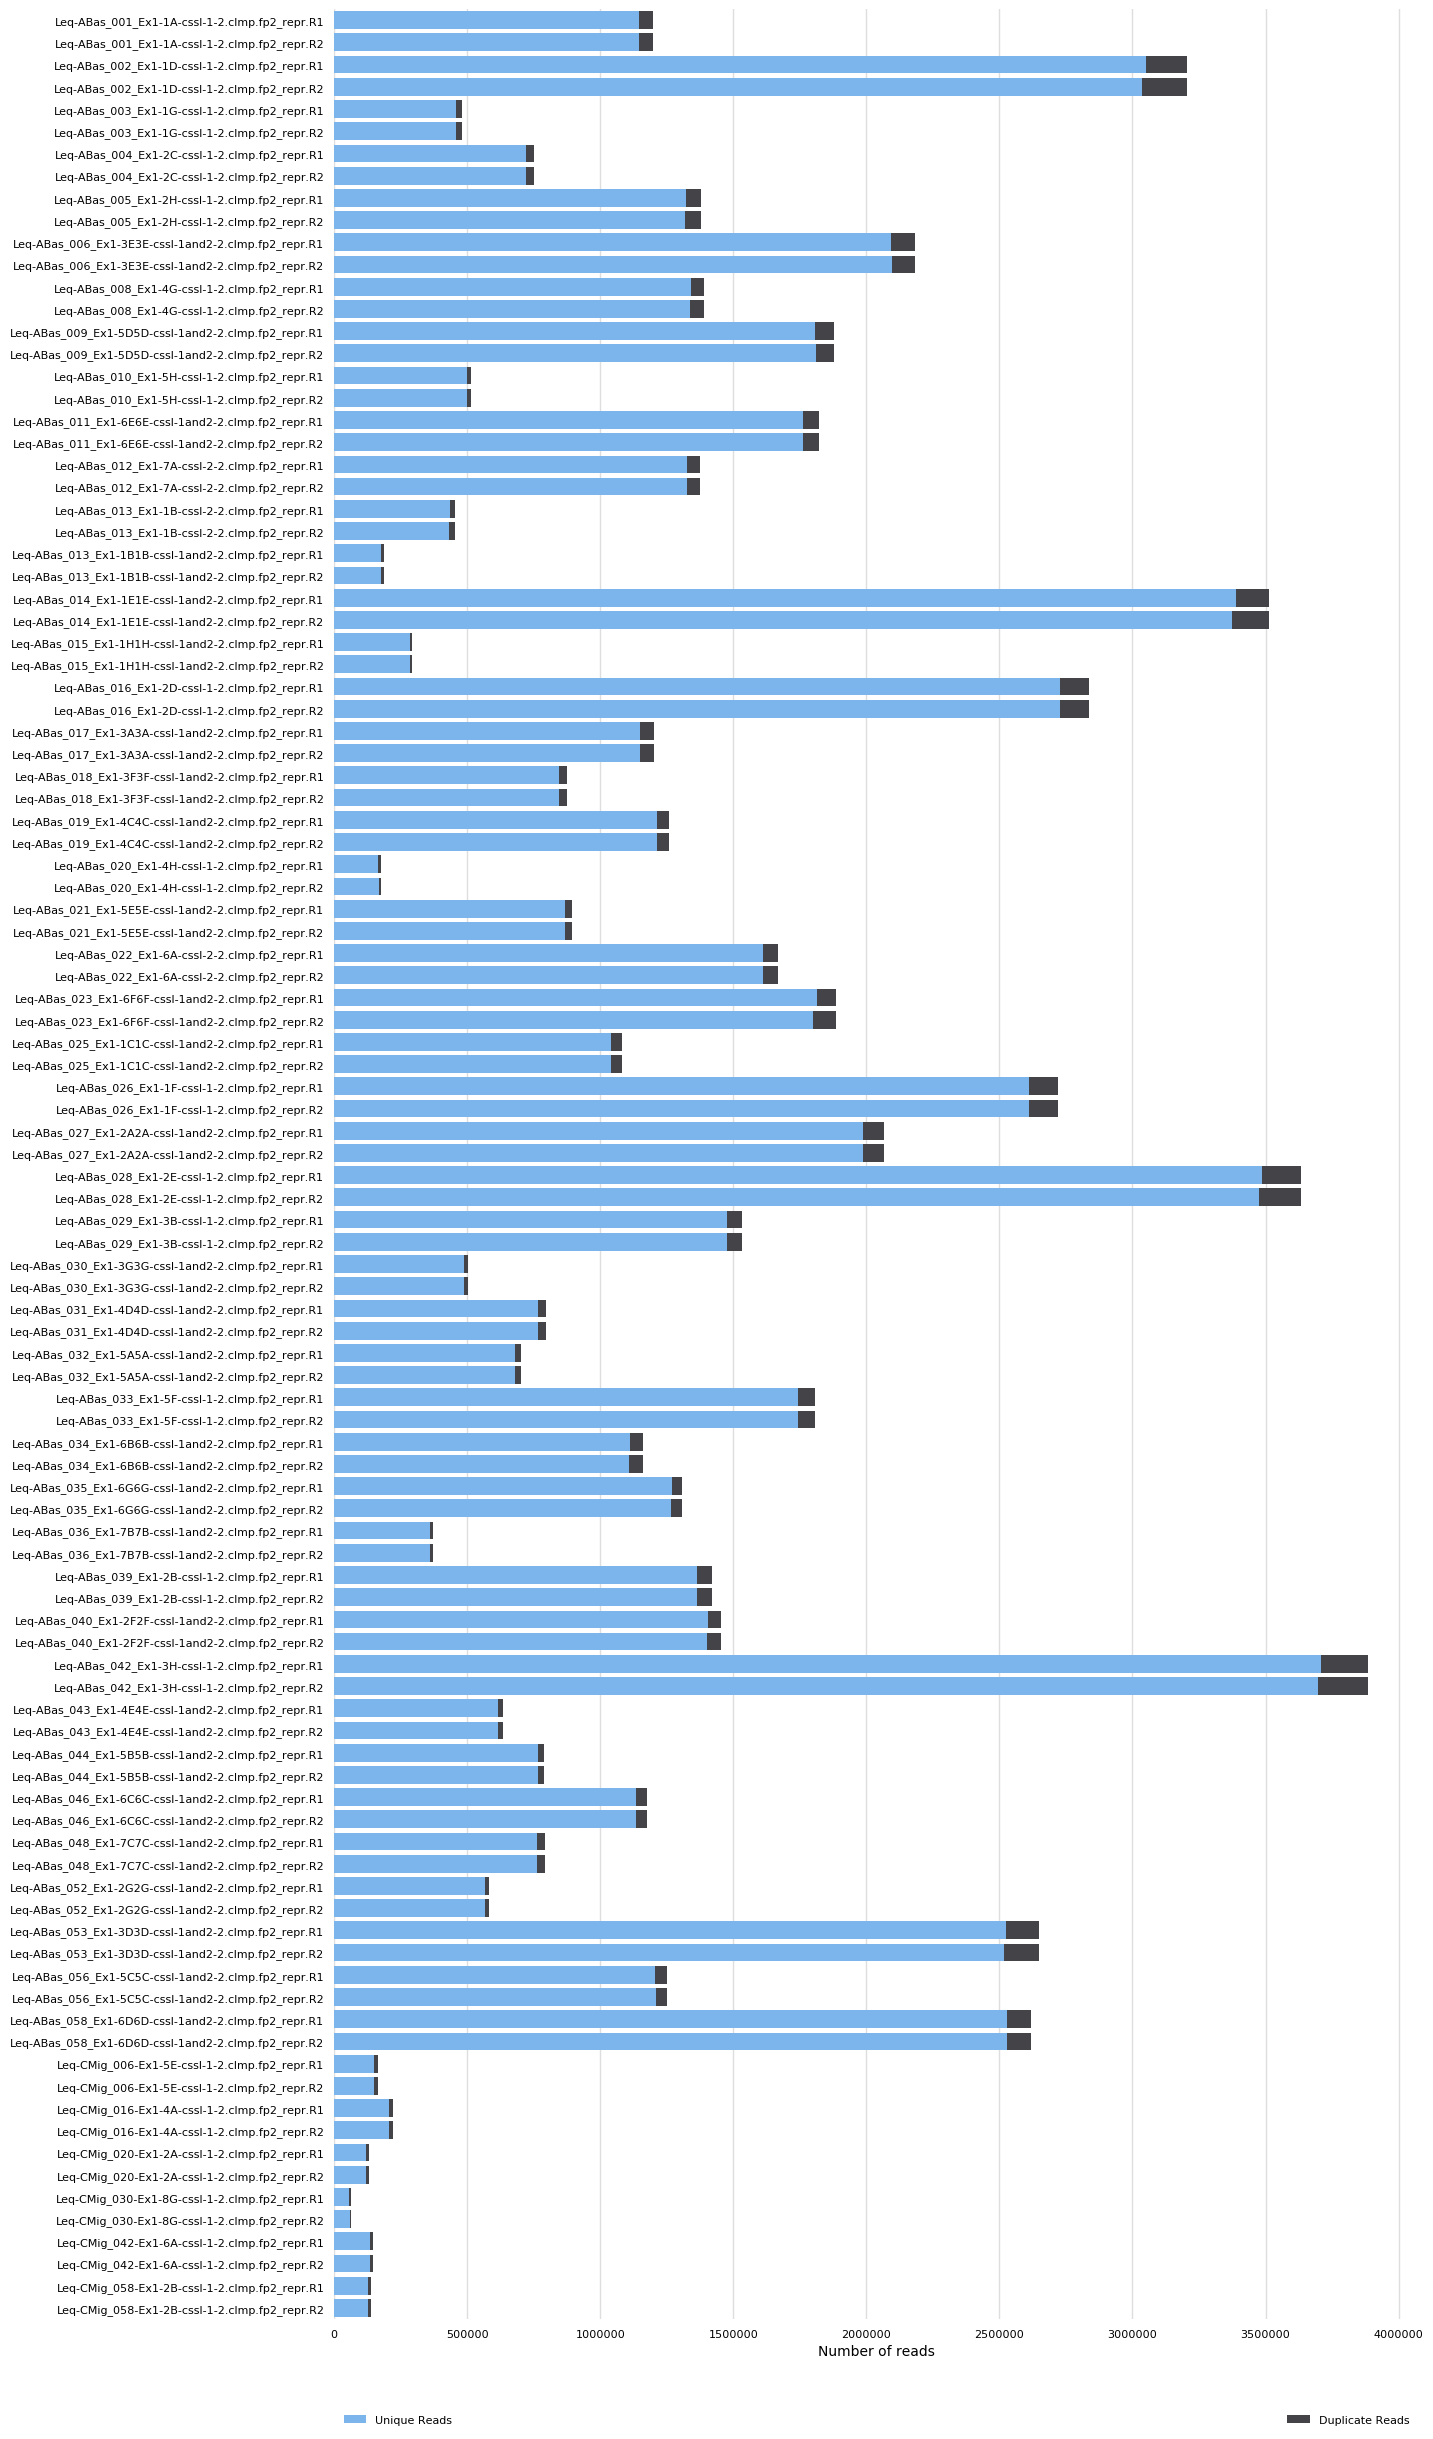 Leq-ABas_001_Ex1-1A-cssl-1-2.clmp.fp2_repr.R1
Leq-ABas_001_Ex1-1A-cssl-1-2.clmp.fp2_repr.R2
Leq-ABas_002_Ex1-1D-cssl-1-2.clmp.fp2_repr.R1
Leq-ABas_002_Ex1-1D-cssl-1-2.clmp.fp2_repr.R2
Leq-ABas_003_Ex1-1G-cssl-1-2.clmp.fp2_repr.R1
Leq-ABas_003_Ex1-1G-cssl-1-2.clmp.fp2_repr.R2
Leq-ABas_004_Ex1-2C-cssl-1-2.clmp.fp2_repr.R1
Leq-ABas_004_Ex1-2C-cssl-1-2.clmp.fp2_repr.R2
Leq-ABas_005_Ex1-2H-cssl-1-2.clmp.fp2_repr.R1
Leq-ABas_005_Ex1-2H-cssl-1-2.clmp.fp2_repr.R2
Leq-ABas_006_Ex1-3E3E-cssl-1and2-2.clmp.fp2_repr.R1
Leq-ABas_006_Ex1-3E3E-cssl-1and2-2.clmp.fp2_repr.R2
Leq-ABas_008_Ex1-4G-cssl-1-2.clmp.fp2_repr.R1
Leq-ABas_008_Ex1-4G-cssl-1-2.clmp.fp2_repr.R2
Leq-ABas_009_Ex1-5D5D-cssl-1and2-2.clmp.fp2_repr.R1
Leq-ABas_009_Ex1-5D5D-cssl-1and2-2.clmp.fp2_repr.R2
Leq-ABas_010_Ex1-5H-cssl-1-2.clmp.fp2_repr.R1
Leq-ABas_010_Ex1-5H-cssl-1-2.clmp.fp2_repr.R2
Leq-ABas_011_Ex1-6E6E-cssl-1and2-2.clmp.fp2_repr.R1
Leq-ABas_011_Ex1-6E6E-cssl-1and2-2.clmp.fp2_repr.R2
Leq-ABas_012_Ex1-7A-cssl-2-2.clmp.fp2_repr.R1
Leq-ABas_012_Ex1-7A-cssl-2-2.clmp.fp2_repr.R2
Leq-ABas_013_Ex1-1B-cssl-2-2.clmp.fp2_repr.R1
Leq-ABas_013_Ex1-1B-cssl-2-2.clmp.fp2_repr.R2
Leq-ABas_013_Ex1-1B1B-cssl-1and2-2.clmp.fp2_repr.R1
Leq-ABas_013_Ex1-1B1B-cssl-1and2-2.clmp.fp2_repr.R2
Leq-ABas_014_Ex1-1E1E-cssl-1and2-2.clmp.fp2_repr.R1
Leq-ABas_014_Ex1-1E1E-cssl-1and2-2.clmp.fp2_repr.R2
Leq-ABas_015_Ex1-1H1H-cssl-1and2-2.clmp.fp2_repr.R1
Leq-ABas_015_Ex1-1H1H-cssl-1and2-2.clmp.fp2_repr.R2
Leq-ABas_016_Ex1-2D-cssl-1-2.clmp.fp2_repr.R1
Leq-ABas_016_Ex1-2D-cssl-1-2.clmp.fp2_repr.R2
Leq-ABas_017_Ex1-3A3A-cssl-1and2-2.clmp.fp2_repr.R1
Leq-ABas_017_Ex1-3A3A-cssl-1and2-2.clmp.fp2_repr.R2
Leq-ABas_018_Ex1-3F3F-cssl-1and2-2.clmp.fp2_repr.R1
Leq-ABas_018_Ex1-3F3F-cssl-1and2-2.clmp.fp2_repr.R2
Leq-ABas_019_Ex1-4C4C-cssl-1and2-2.clmp.fp2_repr.R1
Leq-ABas_019_Ex1-4C4C-cssl-1and2-2.clmp.fp2_repr.R2
Leq-ABas_020_Ex1-4H-cssl-1-2.clmp.fp2_repr.R1
Leq-ABas_020_Ex1-4H-cssl-1-2.clmp.fp2_repr.R2
Leq-ABas_021_Ex1-5E5E-cssl-1and2-2.clmp.fp2_repr.R1
Leq-ABas_021_Ex1-5E5E-cssl-1and2-2.clmp.fp2_repr.R2
Leq-ABas_022_Ex1-6A-cssl-2-2.clmp.fp2_repr.R1
Leq-ABas_022_Ex1-6A-cssl-2-2.clmp.fp2_repr.R2
Leq-ABas_023_Ex1-6F6F-cssl-1and2-2.clmp.fp2_repr.R1
Leq-ABas_023_Ex1-6F6F-cssl-1and2-2.clmp.fp2_repr.R2
Leq-ABas_025_Ex1-1C1C-cssl-1and2-2.clmp.fp2_repr.R1
Leq-ABas_025_Ex1-1C1C-cssl-1and2-2.clmp.fp2_repr.R2
Leq-ABas_026_Ex1-1F-cssl-1-2.clmp.fp2_repr.R1
Leq-ABas_026_Ex1-1F-cssl-1-2.clmp.fp2_repr.R2
Leq-ABas_027_Ex1-2A2A-cssl-1and2-2.clmp.fp2_repr.R1
Leq-ABas_027_Ex1-2A2A-cssl-1and2-2.clmp.fp2_repr.R2
Leq-ABas_028_Ex1-2E-cssl-1-2.clmp.fp2_repr.R1
Leq-ABas_028_Ex1-2E-cssl-1-2.clmp.fp2_repr.R2
Leq-ABas_029_Ex1-3B-cssl-1-2.clmp.fp2_repr.R1
Leq-ABas_029_Ex1-3B-cssl-1-2.clmp.fp2_repr.R2
Leq-ABas_030_Ex1-3G3G-cssl-1and2-2.clmp.fp2_repr.R1
Leq-ABas_030_Ex1-3G3G-cssl-1and2-2.clmp.fp2_repr.R2
Leq-ABas_031_Ex1-4D4D-cssl-1and2-2.clmp.fp2_repr.R1
Leq-ABas_031_Ex1-4D4D-cssl-1and2-2.clmp.fp2_repr.R2
Leq-ABas_032_Ex1-5A5A-cssl-1and2-2.clmp.fp2_repr.R1
Leq-ABas_032_Ex1-5A5A-cssl-1and2-2.clmp.fp2_repr.R2
Leq-ABas_033_Ex1-5F-cssl-1-2.clmp.fp2_repr.R1
Leq-ABas_033_Ex1-5F-cssl-1-2.clmp.fp2_repr.R2
Leq-ABas_034_Ex1-6B6B-cssl-1and2-2.clmp.fp2_repr.R1
Leq-ABas_034_Ex1-6B6B-cssl-1and2-2.clmp.fp2_repr.R2
Leq-ABas_035_Ex1-6G6G-cssl-1and2-2.clmp.fp2_repr.R1
Leq-ABas_035_Ex1-6G6G-cssl-1and2-2.clmp.fp2_repr.R2
Leq-ABas_036_Ex1-7B7B-cssl-1and2-2.clmp.fp2_repr.R1
Leq-ABas_036_Ex1-7B7B-cssl-1and2-2.clmp.fp2_repr.R2
Leq-ABas_039_Ex1-2B-cssl-1-2.clmp.fp2_repr.R1
Leq-ABas_039_Ex1-2B-cssl-1-2.clmp.fp2_repr.R2
Leq-ABas_040_Ex1-2F2F-cssl-1and2-2.clmp.fp2_repr.R1
Leq-ABas_040_Ex1-2F2F-cssl-1and2-2.clmp.fp2_repr.R2
Leq-ABas_042_Ex1-3H-cssl-1-2.clmp.fp2_repr.R1
Leq-ABas_042_Ex1-3H-cssl-1-2.clmp.fp2_repr.R2
Leq-ABas_043_Ex1-4E4E-cssl-1and2-2.clmp.fp2_repr.R1
Leq-ABas_043_Ex1-4E4E-cssl-1and2-2.clmp.fp2_repr.R2
Leq-ABas_044_Ex1-5B5B-cssl-1and2-2.clmp.fp2_repr.R1
Leq-ABas_044_Ex1-5B5B-cssl-1and2-2.clmp.fp2_repr.R2
Leq-ABas_046_Ex1-6C6C-cssl-1and2-2.clmp.fp2_repr.R1
Leq-ABas_046_Ex1-6C6C-cssl-1and2-2.clmp.fp2_repr.R2
Leq-ABas_048_Ex1-7C7C-cssl-1and2-2.clmp.fp2_repr.R1
Leq-ABas_048_Ex1-7C7C-cssl-1and2-2.clmp.fp2_repr.R2
Leq-ABas_052_Ex1-2G2G-cssl-1and2-2.clmp.fp2_repr.R1
Leq-ABas_052_Ex1-2G2G-cssl-1and2-2.clmp.fp2_repr.R2
Leq-ABas_053_Ex1-3D3D-cssl-1and2-2.clmp.fp2_repr.R1
Leq-ABas_053_Ex1-3D3D-cssl-1and2-2.clmp.fp2_repr.R2
Leq-ABas_056_Ex1-5C5C-cssl-1and2-2.clmp.fp2_repr.R1
Leq-ABas_056_Ex1-5C5C-cssl-1and2-2.clmp.fp2_repr.R2
Leq-ABas_058_Ex1-6D6D-cssl-1and2-2.clmp.fp2_repr.R1
Leq-ABas_058_Ex1-6D6D-cssl-1and2-2.clmp.fp2_repr.R2
Leq-CMig_006-Ex1-5E-cssl-1-2.clmp.fp2_repr.R1
Leq-CMig_006-Ex1-5E-cssl-1-2.clmp.fp2_repr.R2
Leq-CMig_016-Ex1-4A-cssl-1-2.clmp.fp2_repr.R1
Leq-CMig_016-Ex1-4A-cssl-1-2.clmp.fp2_repr.R2
Leq-CMig_020-Ex1-2A-cssl-1-2.clmp.fp2_repr.R1
Leq-CMig_020-Ex1-2A-cssl-1-2.clmp.fp2_repr.R2
Leq-CMig_030-Ex1-8G-cssl-1-2.clmp.fp2_repr.R1
Leq-CMig_030-Ex1-8G-cssl-1-2.clmp.fp2_repr.R2
Leq-CMig_042-Ex1-6A-cssl-1-2.clmp.fp2_repr.R1
Leq-CMig_042-Ex1-6A-cssl-1-2.clmp.fp2_repr.R2
Leq-CMig_058-Ex1-2B-cssl-1-2.clmp.fp2_repr.R1
Leq-CMig_058-Ex1-2B-cssl-1-2.clmp.fp2_repr.R2
0 500000 1000000 1500000 2000000 2500000 3000000 3500000 4000000
Number of reads
Unique Reads Duplicate Reads